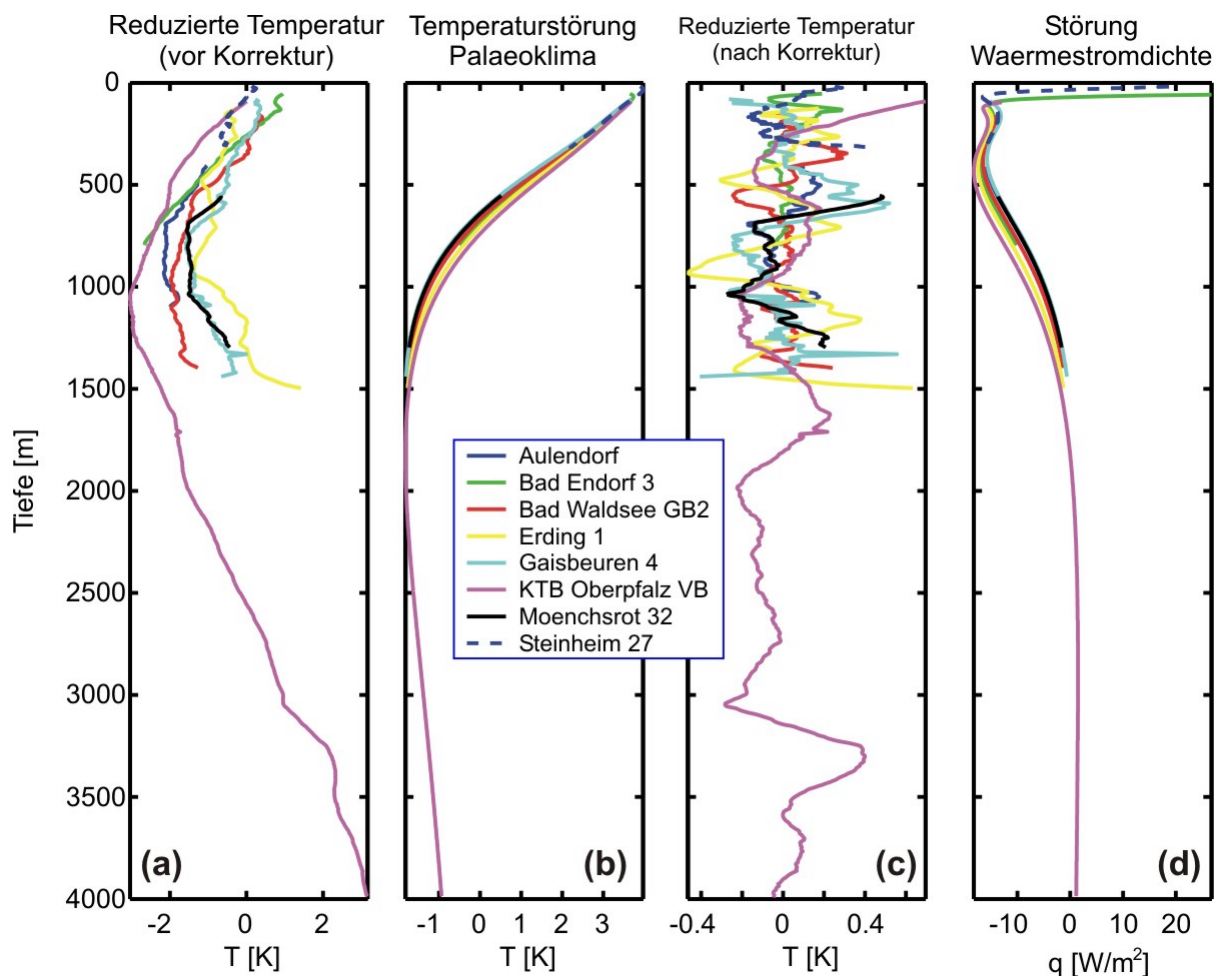 Reduzierte Temperatur
(vor Korrektur)
Temperaturstörung
Palaeoklima
Reduzierte Temperatur
(nach Korrektur)
Störung
Waermestromdichte
Tiefe [m]
0
500
1000
1500
2000
2500
3000
3500
4000
Aulendorf
Bad Endorf 3
Bad Waldsee GB2
Erding 1
Gaisbeuren 4
KTB Oberpfalz VB
Moenchsrot 32
Steinheim 27
(a)
(b)
(c)
(d)
-2 0 2
-1 0 1 2 3
-0.4 0 0.4
-10 0 10 20
T [K]
T [K]
T [K]
q [W/m²]